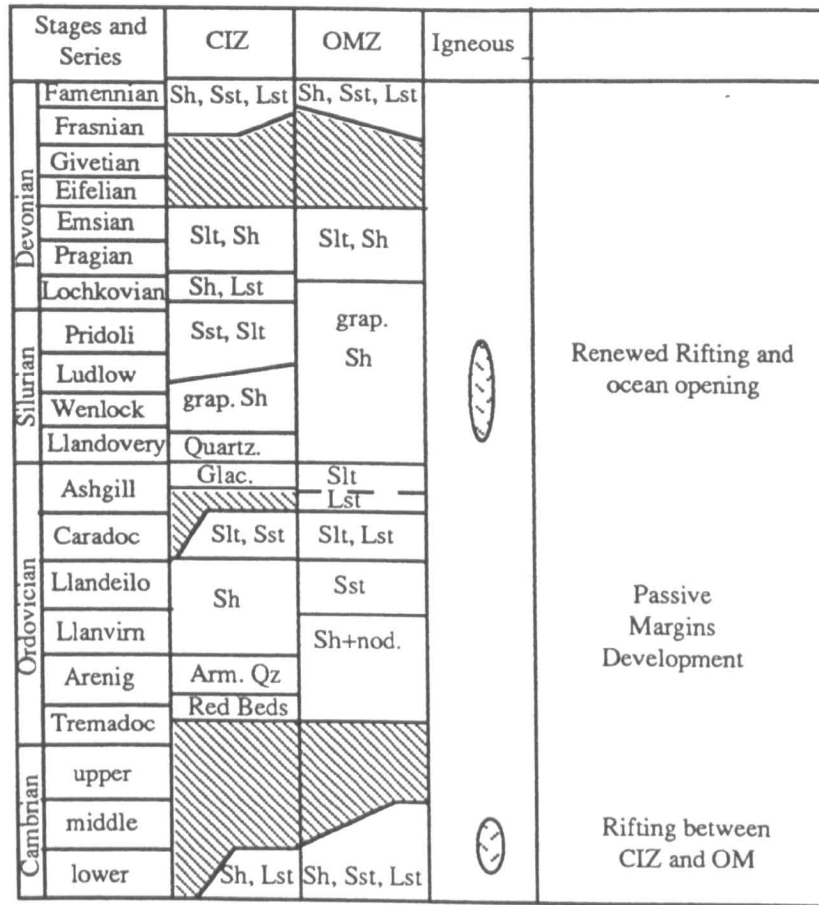 Stages and
Series
CIZ
OMZ
Igneous
Devonian
Famennian
Sh, Sst, Lst
Sh, Sst, Lst
Frasnian
Givetian
Eifelian
Emsian
Slt, Sh
Slt, Sh
Pragian
Lochkovian
Sh, Lst
Silurian
Pridoli
Sst, Slt
grap.
Sh
Ludlow
Wenlock
grap. Sh
Llandovery
Quartz.
Renewed Rifting and
ocean opening
Ordovician
Ashgill
Glac.
Slt
Lst
Caradoc
Slt, Sst
Slt, Lst
Llandeilo
Sh
Sst
Llanvirn
Sh+nod.
Arenig
Arm. Qz
Red Beds
Tremadoc
Passive
Margins
Development
Cambrian
upper
middle
lower
Sh, Lst
Sh, Sst, Lst
Rifting between
CIZ and OM